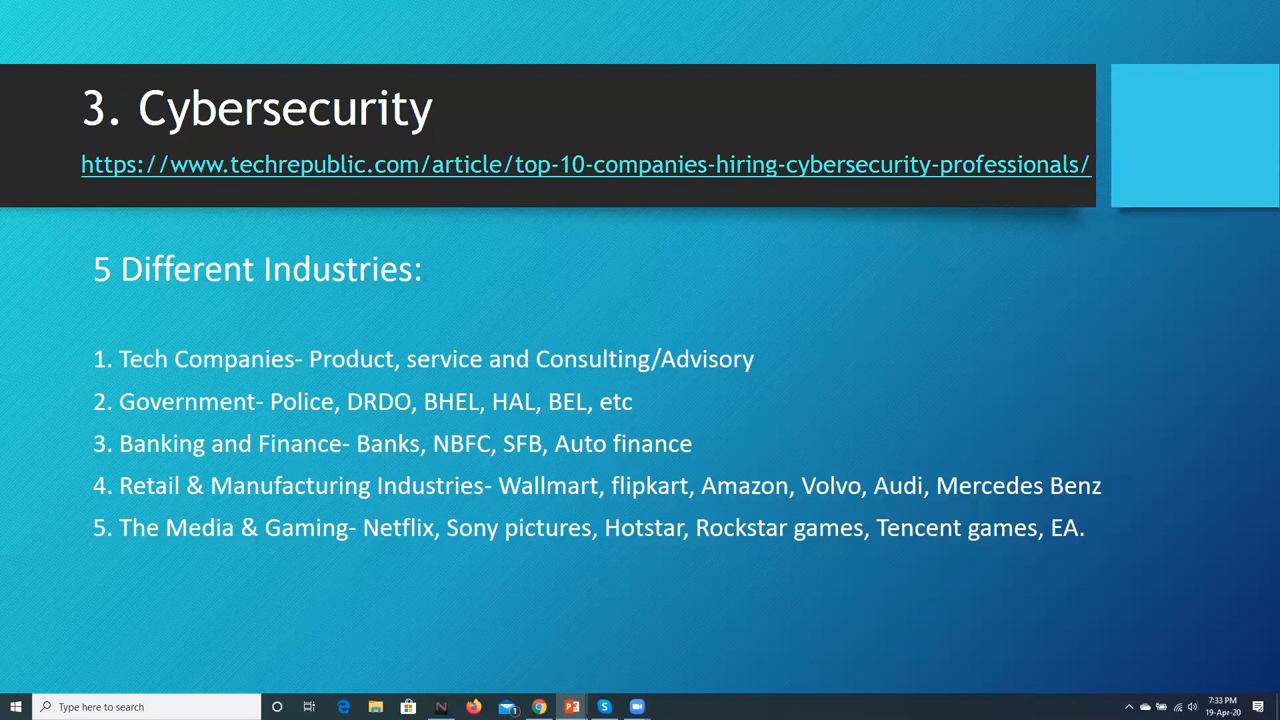 3. Cybersecurity
https://www.techrepublic.com/article/top-10-companies-hiring-cybersecurity-professionals/
5 Different Industries:
1. Tech Companies- Product, service and Consulting/Advisory
2. Government- Police, DRDO, BHEL, HAL, BEL, etc
3. Banking and Finance- Banks, NBFC, SFB, Auto finance
4. Retail & Manufacturing Industries- Wallmart, flipkart, Amazon, Volvo, Audi, Mercedes Benz
5. The Media & Gaming- Netflix, Sony pictures, Hotstar, Rockstar games, Tencent games, EA.
Type here to search
7:33 PM
19-Apr-20